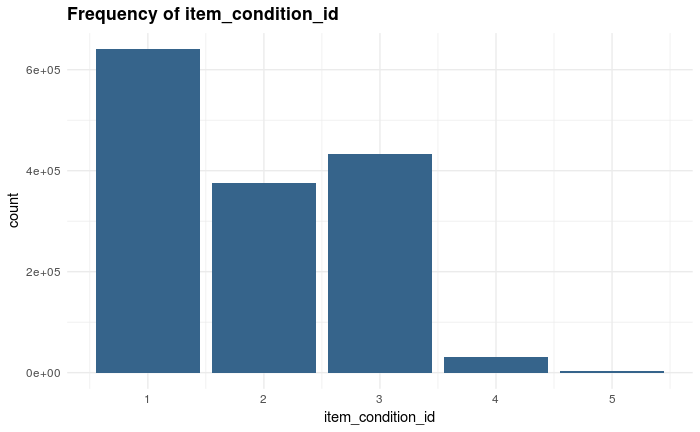 Frequency of item_condition_id
6e+05
4e+05
2e+05
0e+00
count
1 2 3 4 5
item_condition_id